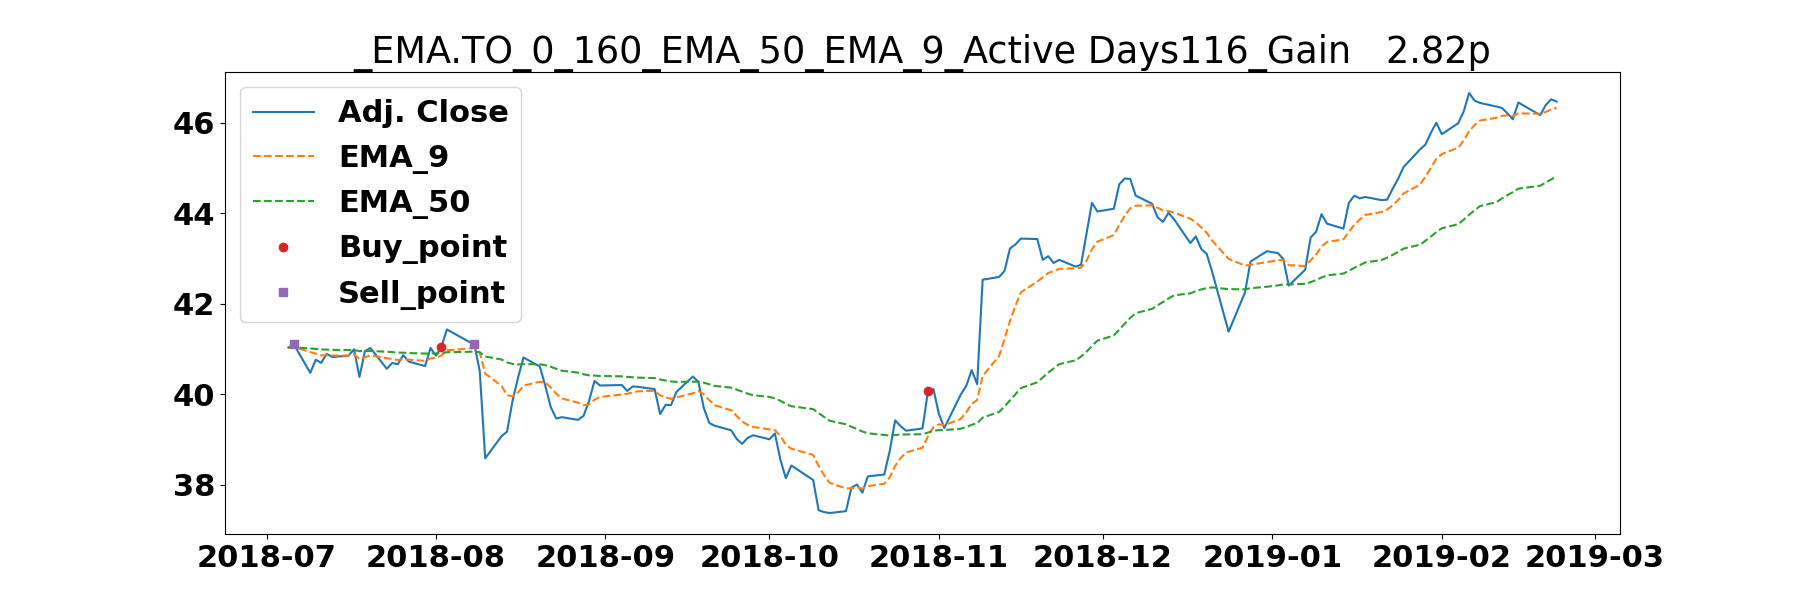 _EMA.TO_0_160_EMA_50_EMA_9_Active Days116_Gain   2.82p
Adj. Close
EMA_9
EMA_50
Buy_point
Sell_point
46
44
42
40
38
2018-07 2018-08 2018-09 2018-10 2018-11 2018-12 2019-01 2019-02 2019-03